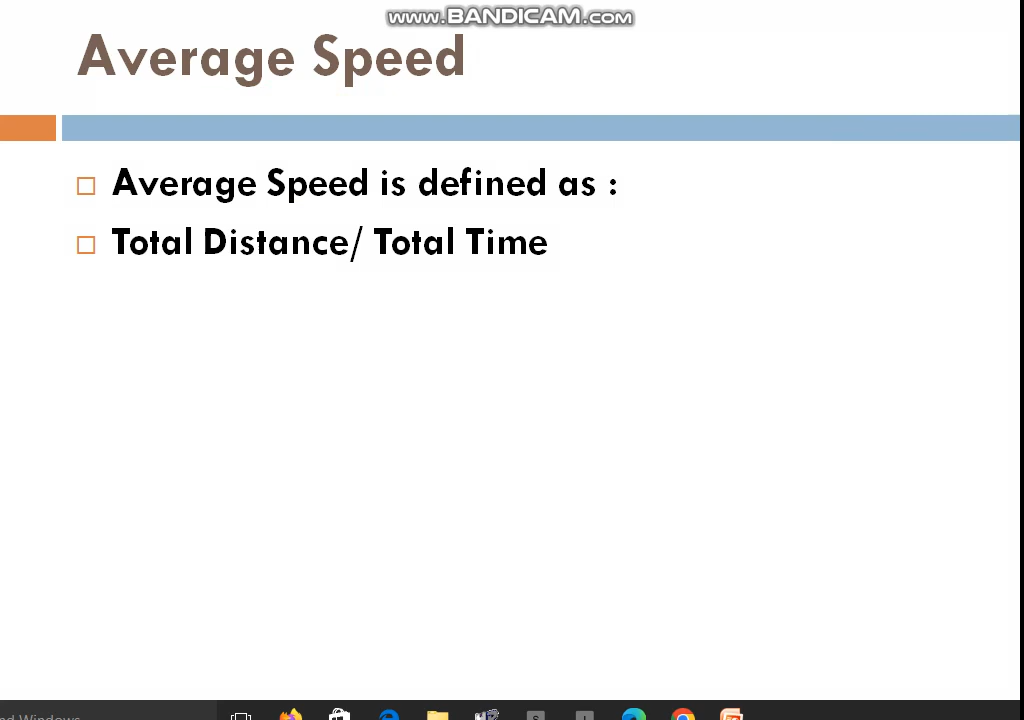 www.BANDICAM.com
Average Speed
Average Speed is defined as :
Total Distance/ Total Time